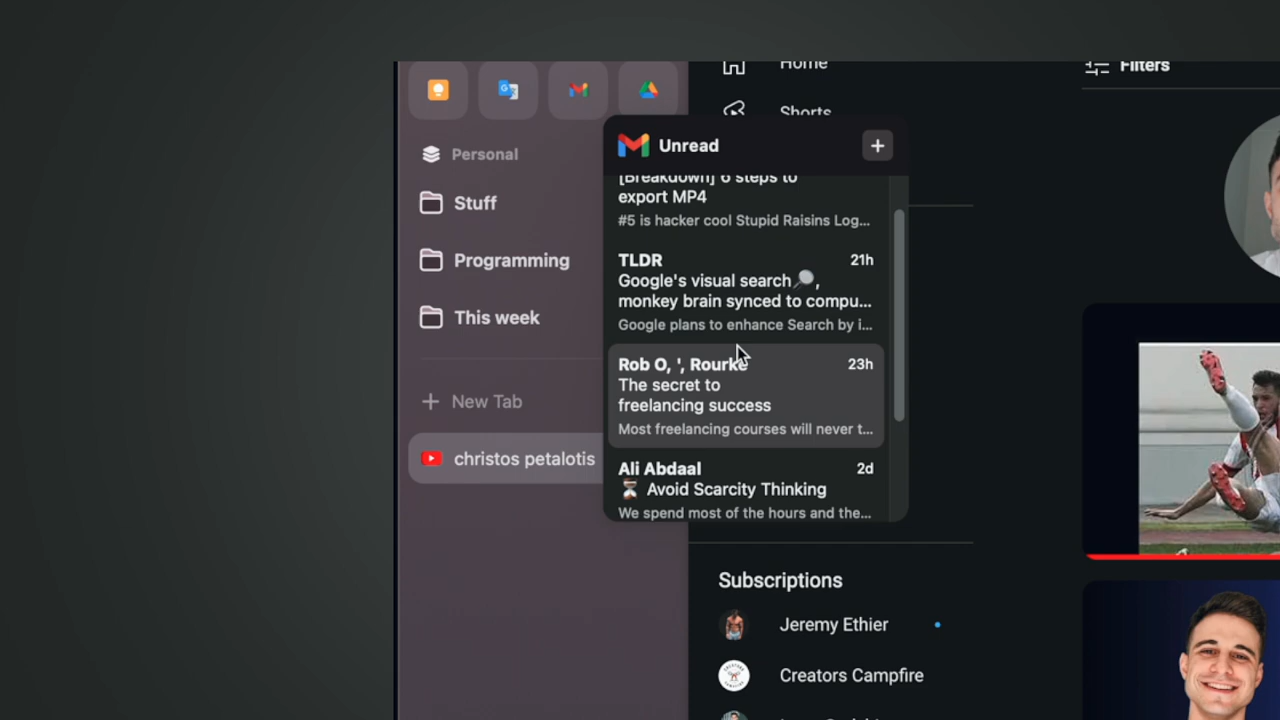 Personal
Stuff
Programming
This week
New Tab
christos petalotis
Home
Shorts
Filters
Unread
[Breakdown] 6 steps to
export MP4
#5 is hacker cool Stupid Raisins Log...
TLDR 21h
Google's visual search🔎,
monkey brain synced to compu...
Google plans to enhance Search by i...
Rob O, ', Rourke 23h
The secret to
freelancing success
Most freelancing courses will never t...
Ali Abdaal 2d
⏳ Avoid Scarcity Thinking
We spend most of the hours and the...
Subscriptions
Jeremy Ethier
Creators Campfire